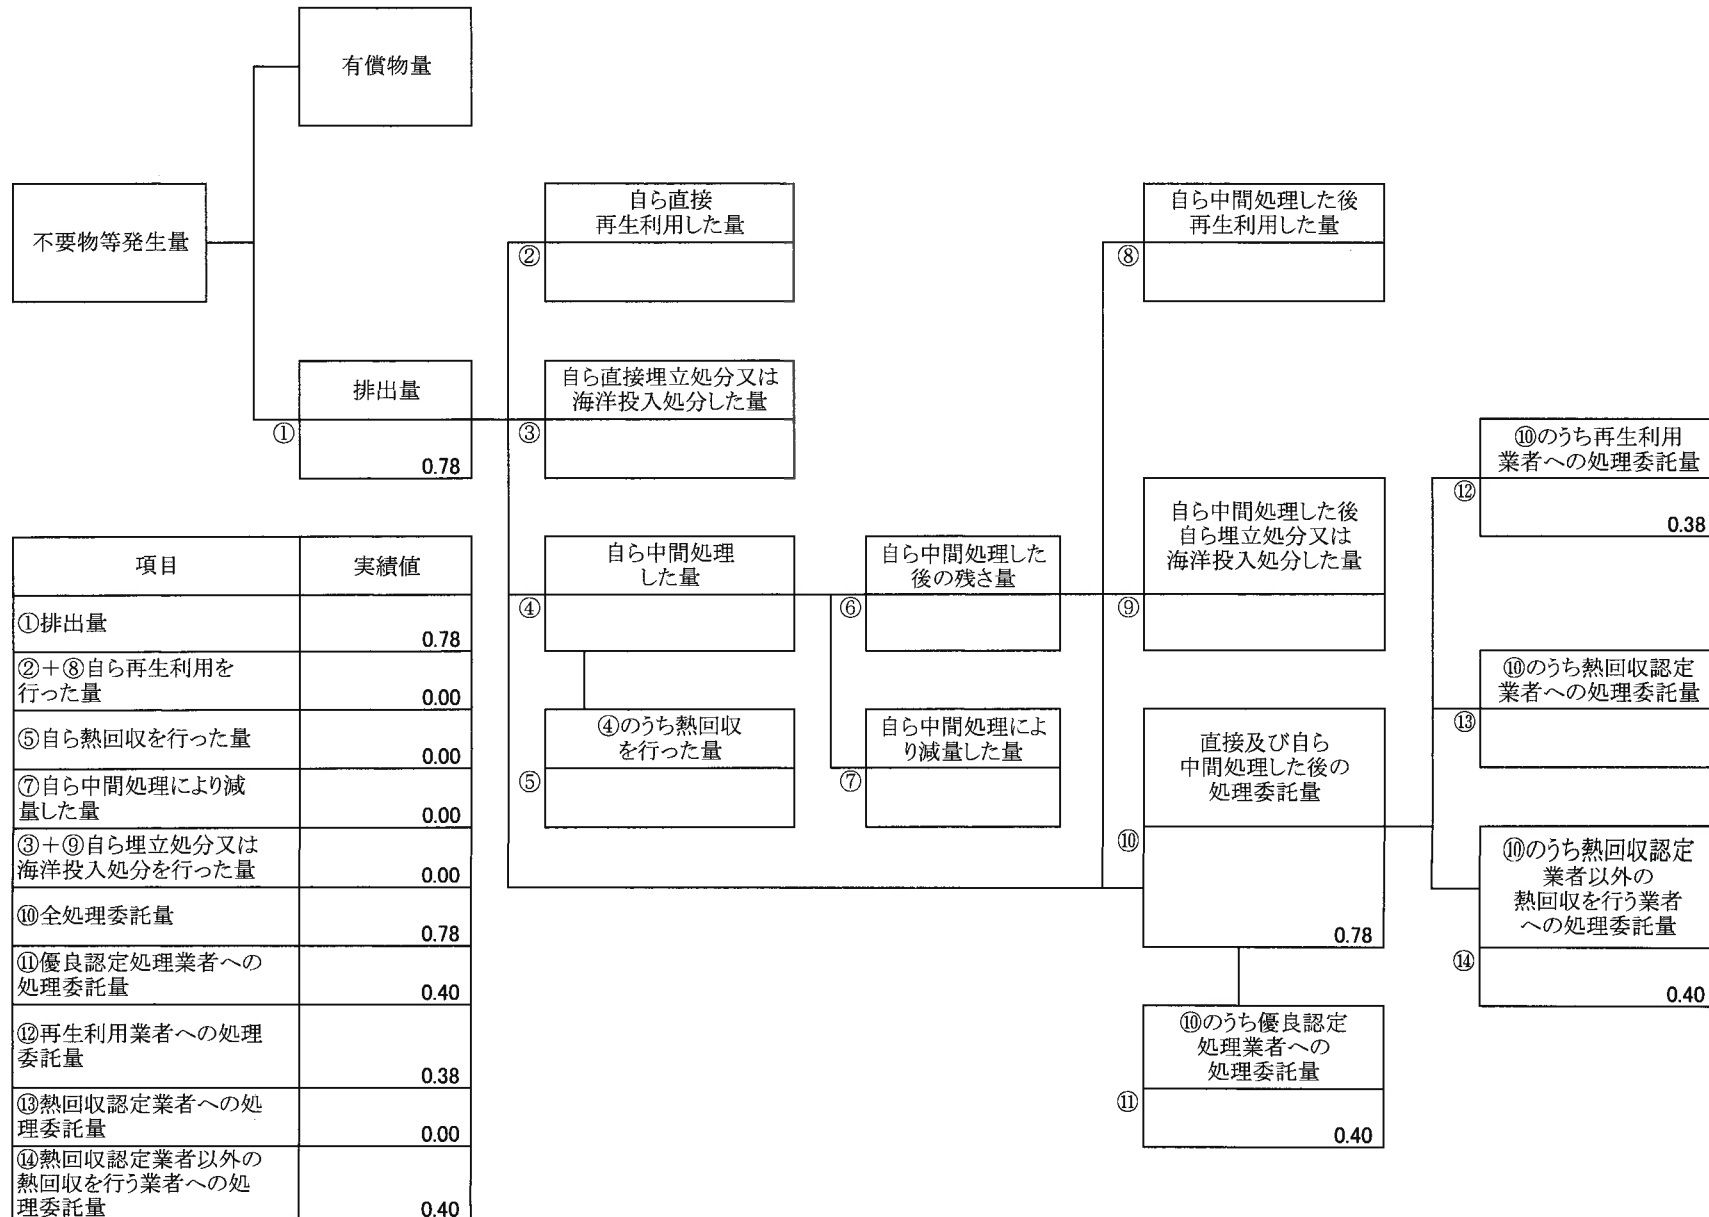 有償物量
不要物等発生量
排出量
①
0.78
自ら直接
再生利用した量
②
自ら直接埋立処分又は
海洋投入処分した量
③
自ら中間処理
した量
④
④のうち熱回収
を行った量
⑤
自ら中間処理した
後の残さ量
⑥
自ら中間処理によ
り減量した量
⑦
自ら中間処理した後
再生利用した量
⑧
自ら中間処理した後
自ら埋立処分又は
海洋投入処分した量
⑨
直接及び自ら
中間処理した後の
処理委託量
⑩
0.78
⑩のうち優良認定
処理業者への
処理委託量
⑪
0.40
⑩のうち再生利用
業者への処理委託量
⑫
0.38
⑩のうち熱回収認定
業者への処理委託量
⑬
⑩のうち熱回収認定
業者以外の
熱回収を行う業者
への処理委託量
⑭
0.40
項目 実績値
①排出量
0.78
②+⑧自ら再生利用を
行った量 0.00
⑤自ら熱回収を行った量
0.00
⑦自ら中間処理により減
量した量 0.00
③+⑨自ら埋立処分又は
海洋投入処分を行った量 0.00
⑩全処理委託量
0.78
⑪優良認定処理業者への
処理委託量 0.40
⑫再生利用業者への処理
委託量
0.38
⑬熱回収認定業者への処
理委託量 0.00
⑭熱回収認定業者以外の
熱回収を行う業者への処
理委託量 0.40